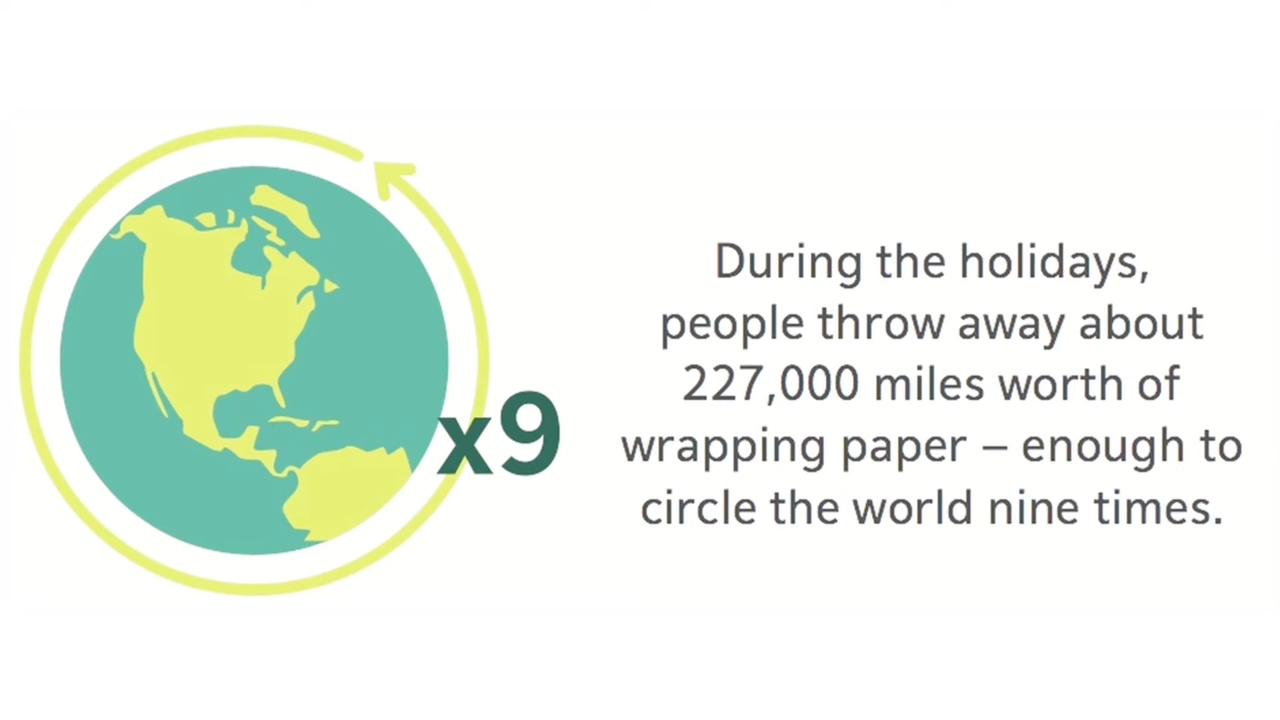 x9
During the holidays,
people throw away about
227,000 miles worth of
wrapping paper – enough to
circle the world nine times.